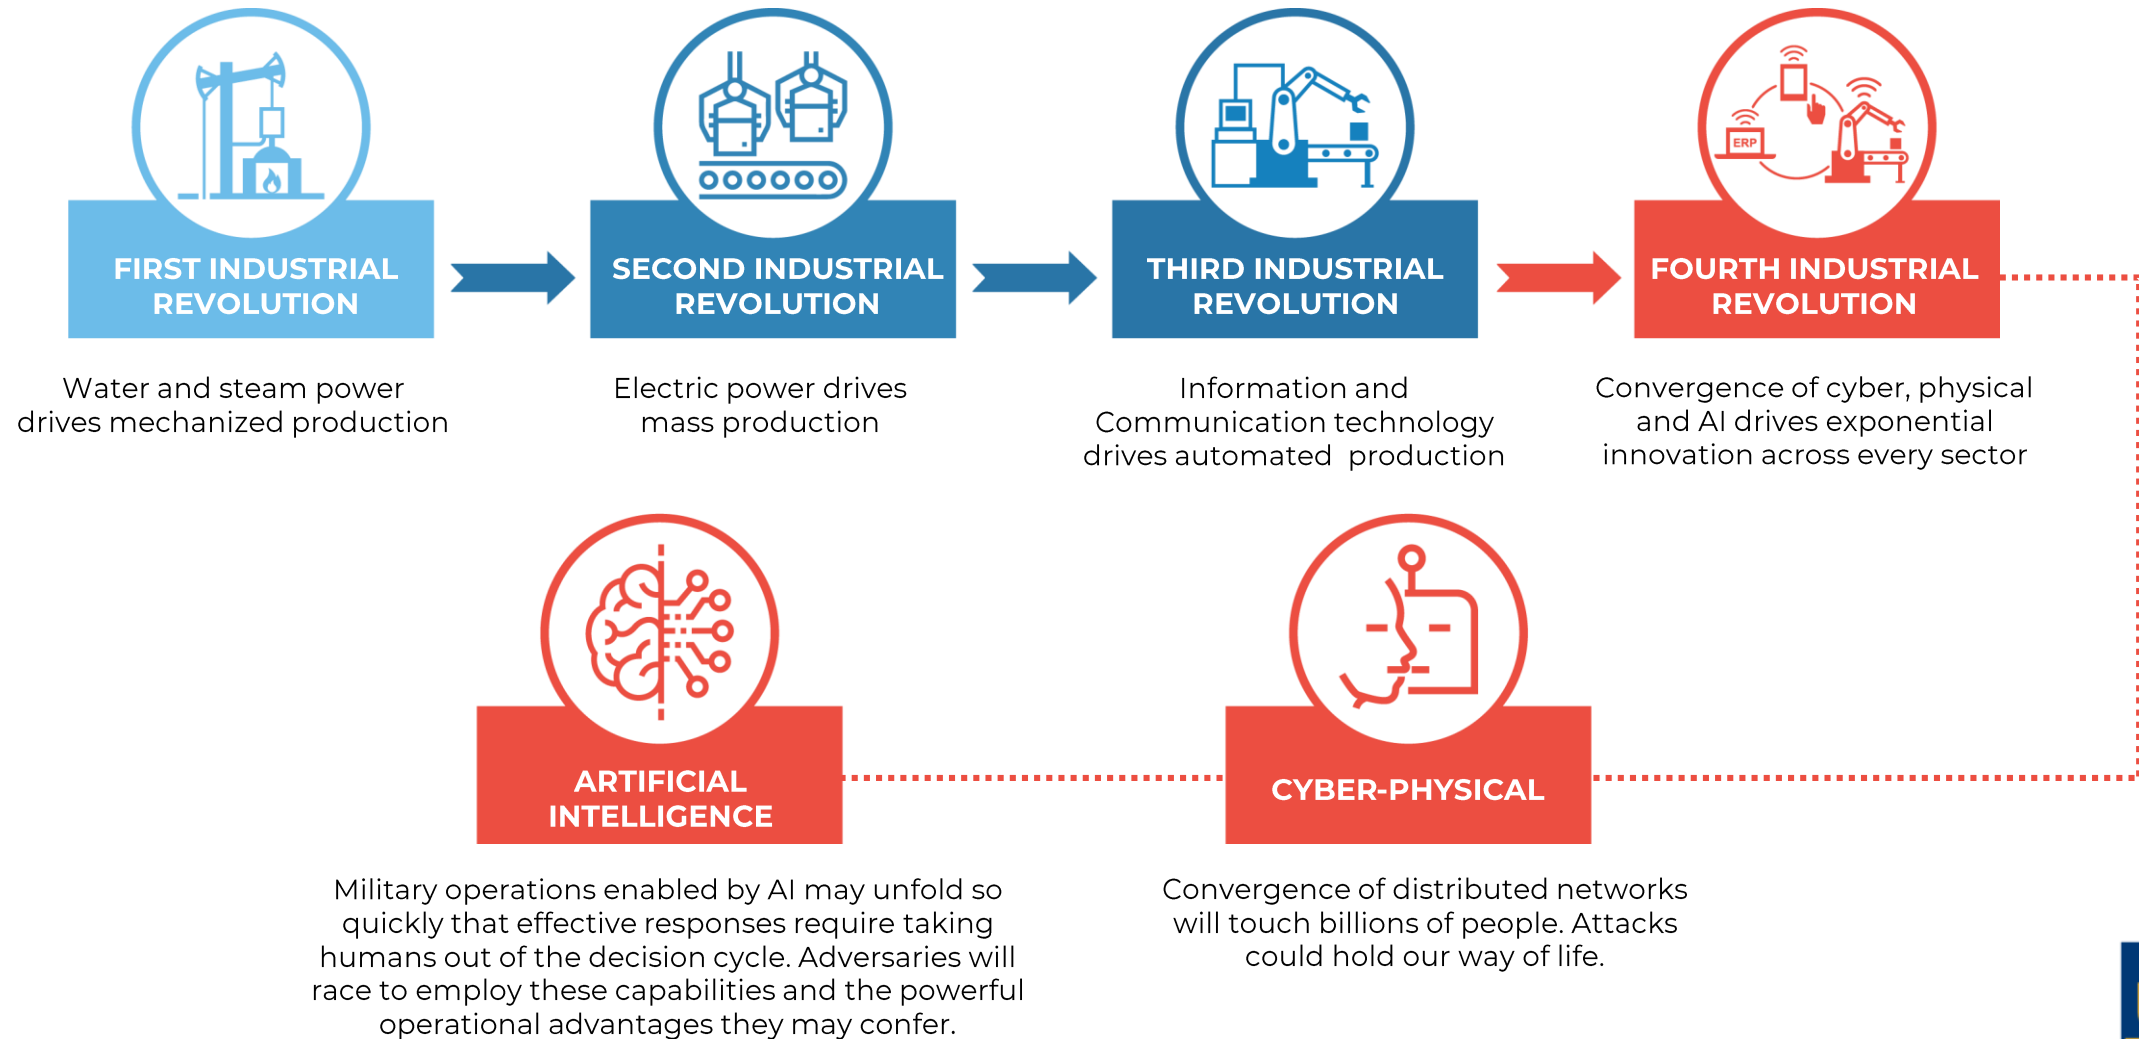 ERP
FIRST INDUSTRIAL
REVOLUTION
SECOND INDUSTRIAL
REVOLUTION
THIRD INDUSTRIAL
REVOLUTION
FOURTH INDUSTRIAL
REVOLUTION
Water and steam power
drives mechanized production
Electric power drives
mass production
Information and
Communication technology
drives automated  production
Convergence of cyber, physical
and AI drives exponential
innovation across every sector
ARTIFICIAL
INTELLIGENCE
CYBER-PHYSICAL
Military operations enabled by AI may unfold so
quickly that effective responses require taking
humans out of the decision cycle. Adversaries will
race to employ these capabilities and the powerful
operational advantages they may confer.
Convergence of distributed networks
will touch billions of people. Attacks
could hold our way of life.